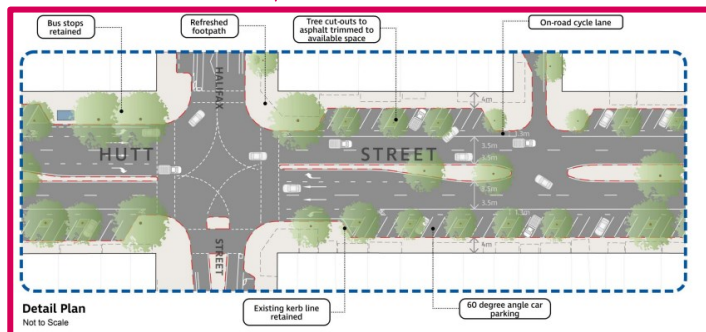 Bus stops
retained
Refreshed
footpath
Tree cut-outs to
asphalt trimmed to
available space
On-road cycle lane
HALIFAX
4m
1.3m
3.5m
HUTT STREET
3.5m
3.5m
3.5m
4m
STREET
Existing kerb line
retained
60 degree angle car
parking
Detail Plan
Not to Scale